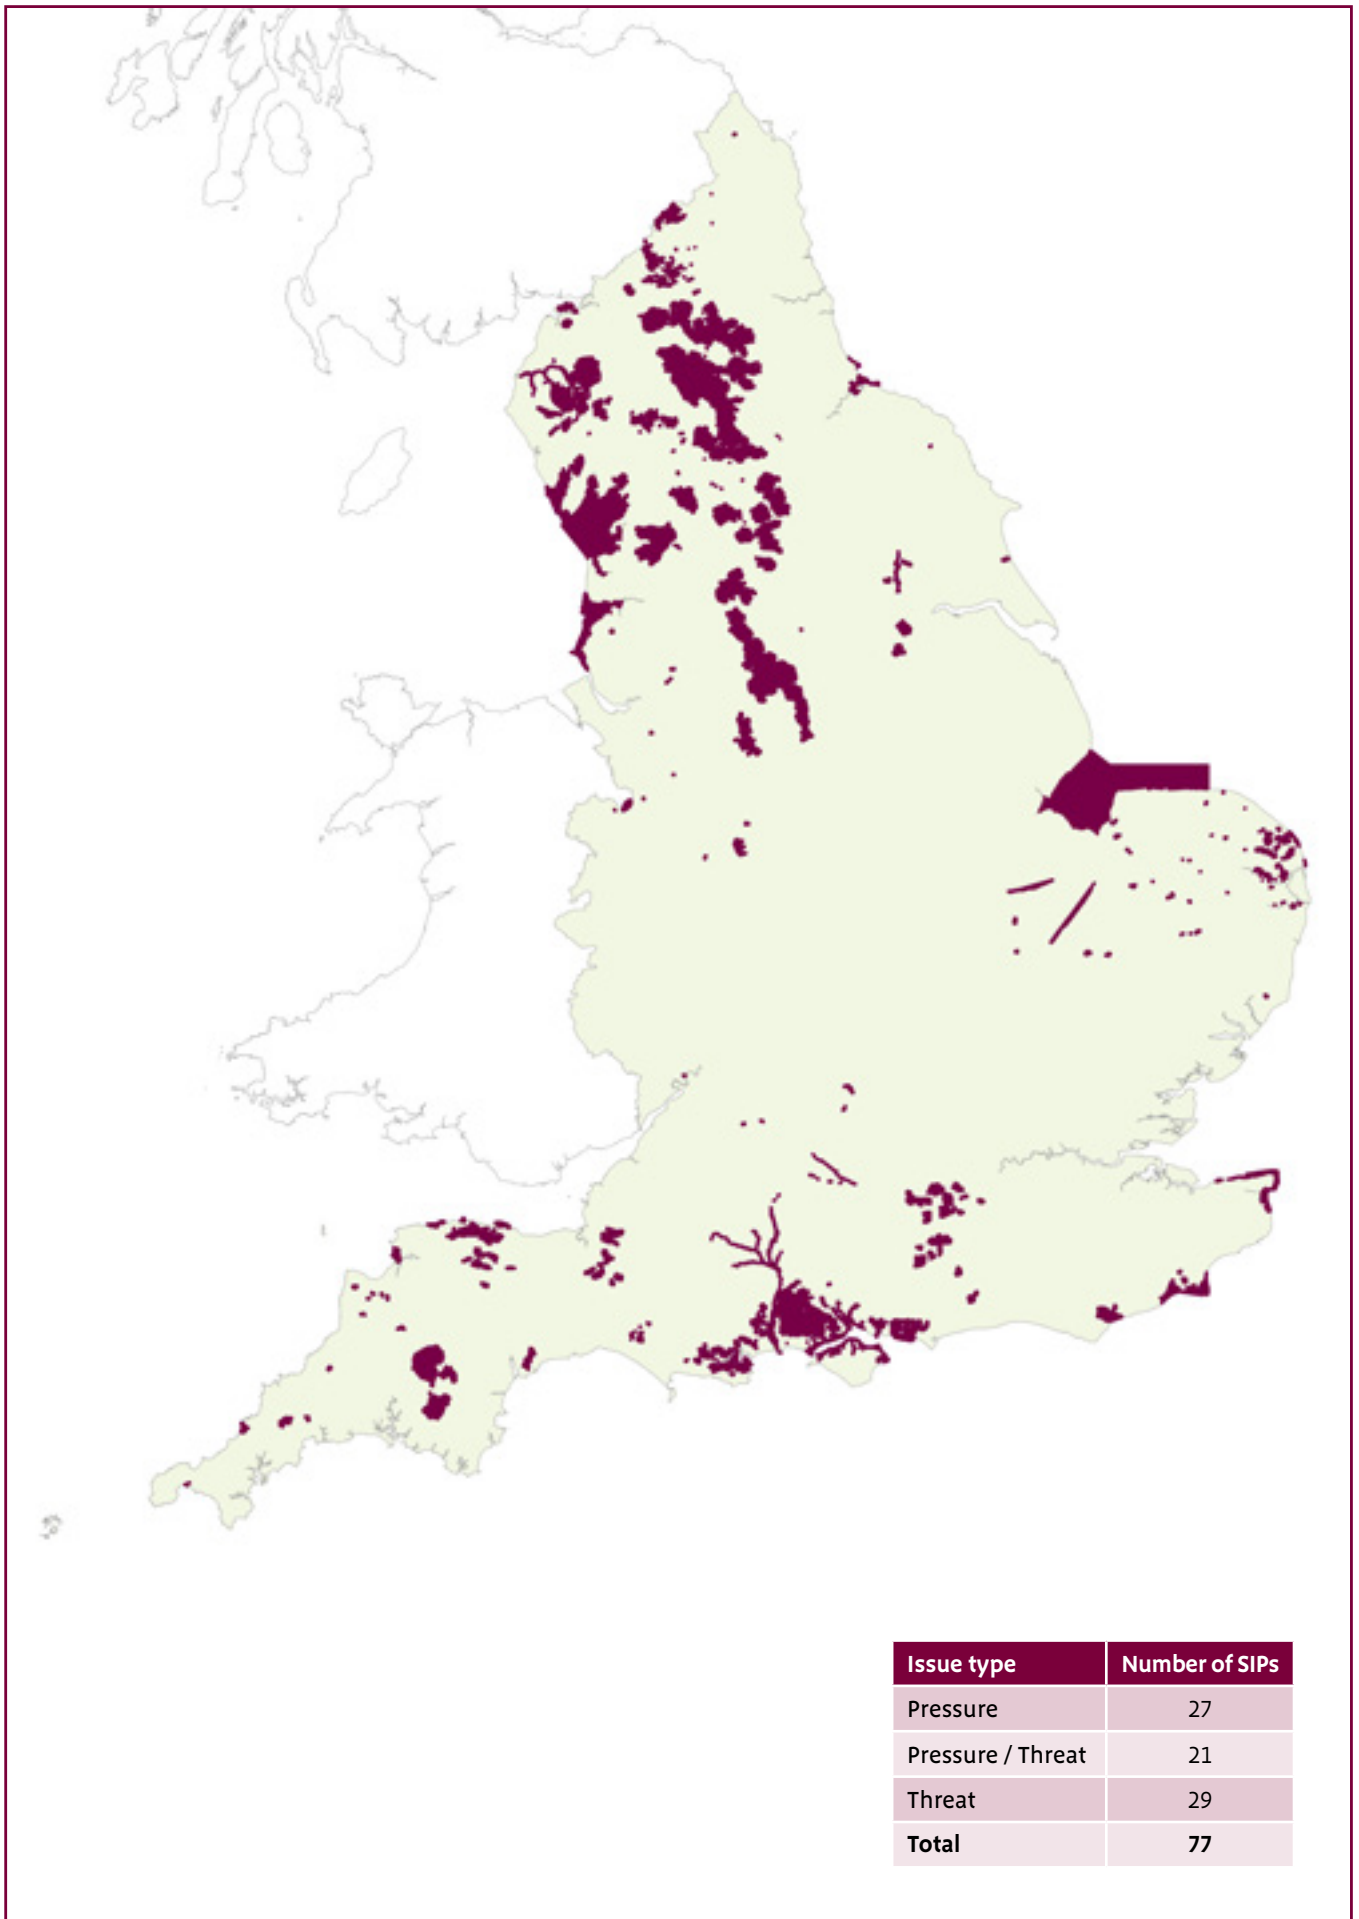 Issue type Number of SIPs
Pressure 27
Pressure / Threat 21
Threat 29
Total 77